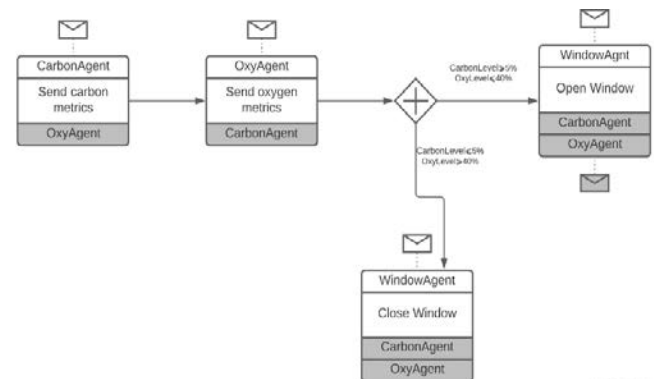 CarbonAgent
Send carbon
metrics
OxyAgent
OxyAgent
Send oxygen
metrics
CarbonAgent
CarbonLevel⩾5%
OxyLevel⩽40%
WindowAgnt
Open Window
CarbonAgent
OxyAgent
CarbonLevel⩽5%
OxyLevel⩾40%
WindowAgent
Close Window
CarbonAgent
OxyAgent